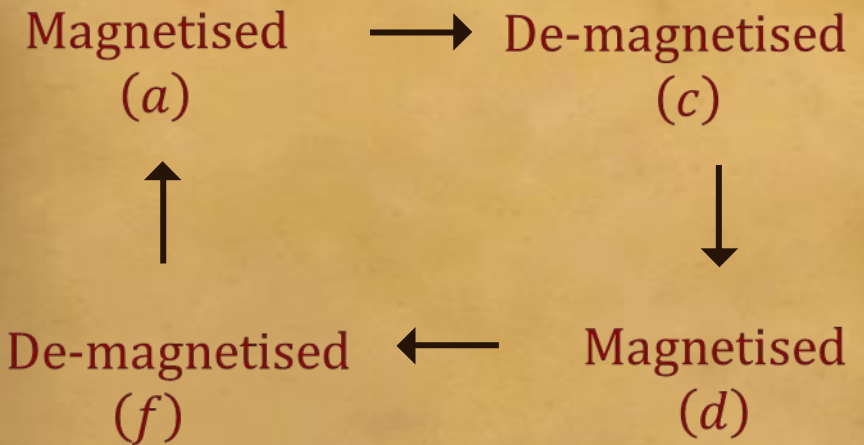 Magnetised
(a)
De-magnetised
(c)
De-magnetised
(f)
Magnetised
(d)